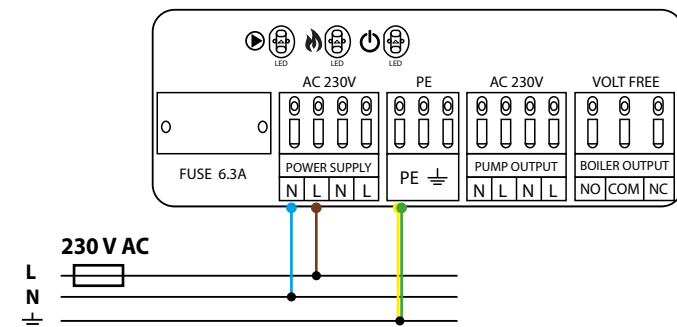 LED LED LED
AC 230V PE AC 230V VOLT FREE
FUSE 6.3A
POWER SUPPLY PE PUMP OUTPUT BOILER OUTPUT
N L N L N L N L NO COM NC
230 V AC
L
N